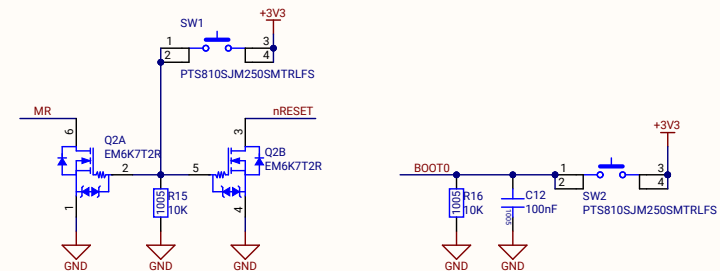 +3V3
SW1
1
2
3
4
PTS810SJM250SMTRLFS
MR
nRESET
6
Q2A
EM6K7T2R
2
1
3
Q2B
EM6K7T2R
5
4
1005
R15
10K
GND
GND
GND
+3V3
BOOT0
1
2
3
4
SW2
PTS810SJM250SMTRLFS
1005
R16
10K
1005
C12
100nF
GND
GND